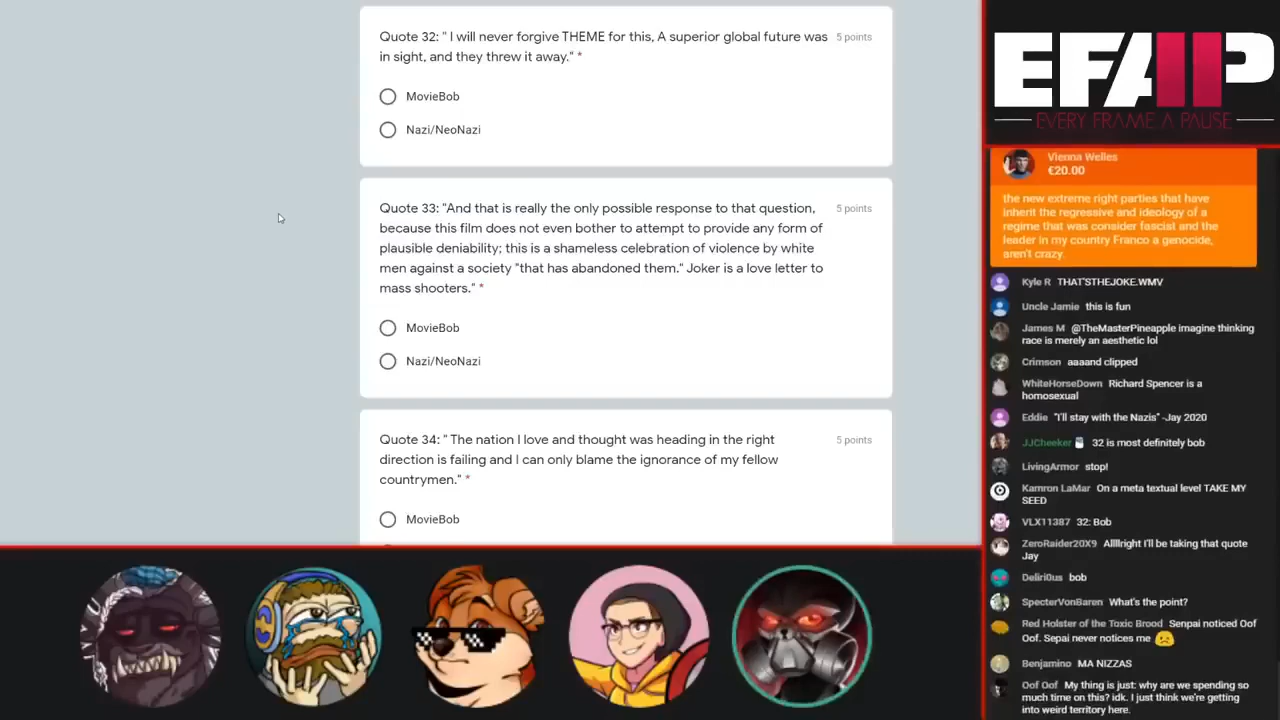 Quote 32: " I will never forgive THEME for this, A superior global future was
5 points
in sight, and they threw it away." *
MovieBob
Nazi/NeoNazi
Quote 33: "And that is really the only possible response to that question,
5 points
because this film does not even bother to attempt to provide any form of
plausible deniability; this is a shameless celebration of violence by white
men against a society "that has abandoned them." Joker is a love letter to
mass shooters." *
MovieBob
Nazi/NeoNazi
Quote 34: " The nation I love and thought was heading in the right
5 points
direction is failing and I can only blame the ignorance of my fellow
countrymen." *
MovieBob
EFAP
EVERY FRAME A PAUSE
Vienna Welles
€20.00
the new extreme right parties that have
inherit the regressive and ideology of a
regime that was consider fascial and the
leader in my country Franco a genocide,
aren't crazy.
Kyle R THAT'STHEJOKE.WMV
Uncle Jamie this is fun
James M @TheMasterPineapple imagine thinking
race is merely an aesthetic lol
Crimson aaaand clipped
WhiteHorseDown Richard Spencer is a
homosexual
Eddie "I'll stay with the Nazis" -Jay 2020
JJCheeker 32 is most definitely bob
LivingArmor stop!
Kamron LaMar On a meta textual level TAKE MY
SEED
VLX11387 32: Bob
ZeroRaider20X9 Allllright I'll be taking that quote
Jay
Deliri0us bob
SpecterVonBaren What's the point?
Red Holster of the Toxic Brood Senpai noticed Oof
Oof. Sepai never notices me
Benjamino MA NIZZAS
Oof Oof My thing is just: why are we spending so
much time on this? idk. I just think we're getting
into weird territory here.